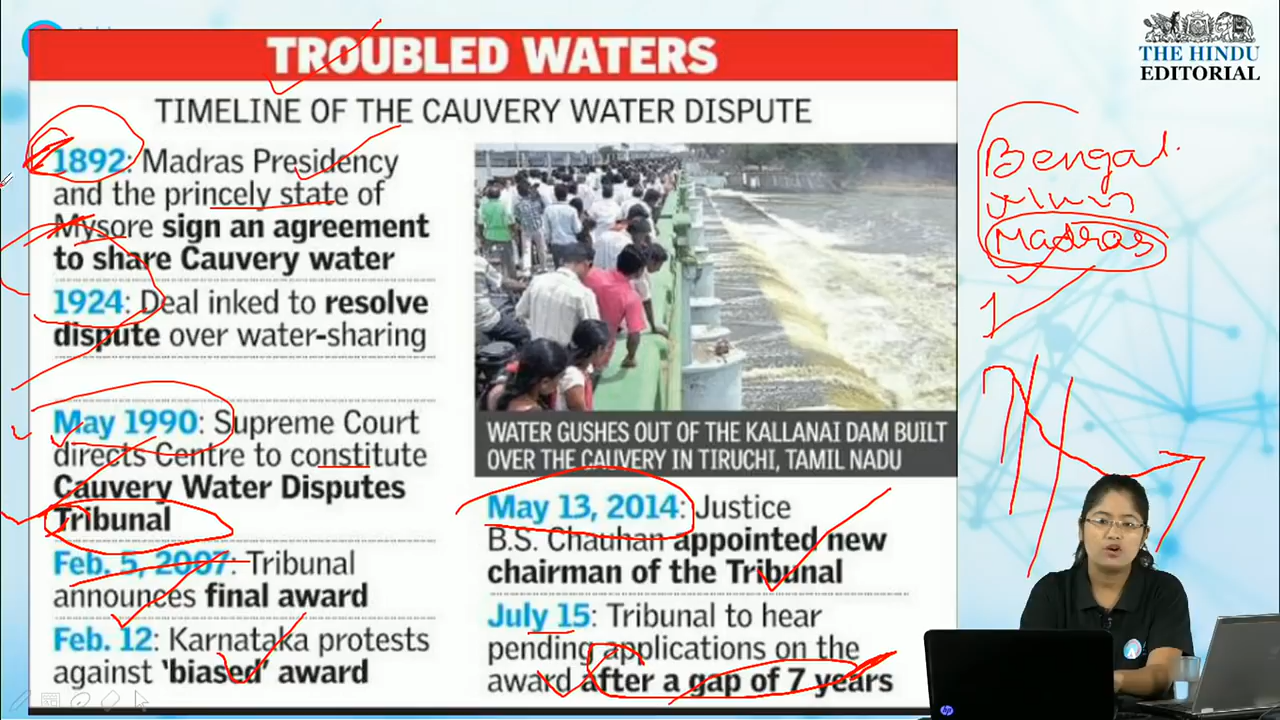 TROUBLED WATERS
TIMELINE OF THE CAUVERY WATER DISPUTE
1892: Madras Presidency
and the princely state of
Mysore sign an agreement
to share Cauvery water
1924: Deal inked to resolve
dispute over water-sharing
May 1990: Supreme Court
directs Centre to constitute
Cauvery Water Disputes
Tribunal
Feb. 5, 2007: Tribunal
announces final award
Feb. 12: Karnataka protests
against 'biased' award
WATER GUSHES OUT OF THE KALLANAI DAM BUILT
OVER THE CAUVERY IN TIRUCHI, TAMIL NADU
May 13, 2014: Justice
B.S. Chauhan appointed new
chairman of the Tribunal
July 15: Tribunal to hear
pending applications on the
award after a gap of 7 years
THE HINDU
EDITORIAL
Bengal
Madras
1
hp